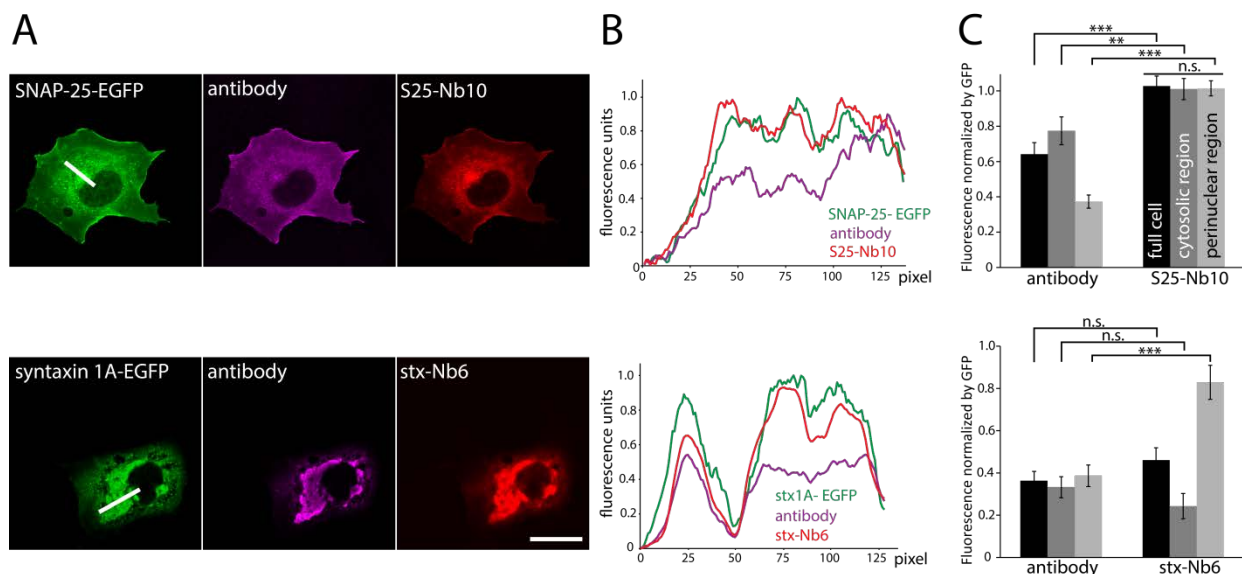 A
B
C
SNAP-25-EGFP
antibody
S25-Nb10
fluorescence units
1.0
0.8
0.6
0.4
0.2
0
25
50
75
100
125
pixel
SNAP-25- EGFP
antibody
S25-Nb10
Fluorescence normalized by GFP
1.0
0.8
0.6
0.4
0.2
0
***
**
***
n.s.
full cell
cytosolic region
perinuclear region
antibody
S25-Nb10
syntaxin 1A-EGFP
antibody
stx-Nb6
fluorescence units
1.0
0.8
0.6
0.4
0.2
0
0
25
50
75
100
128
pixel
stx1A- EGFP
antibody
stx-Nb6
Fluorescence normalized by GFP
1.0
0.8
0.6
0.4
0.2
0
n.s.
n.s.
***
antibody
stx-Nb6